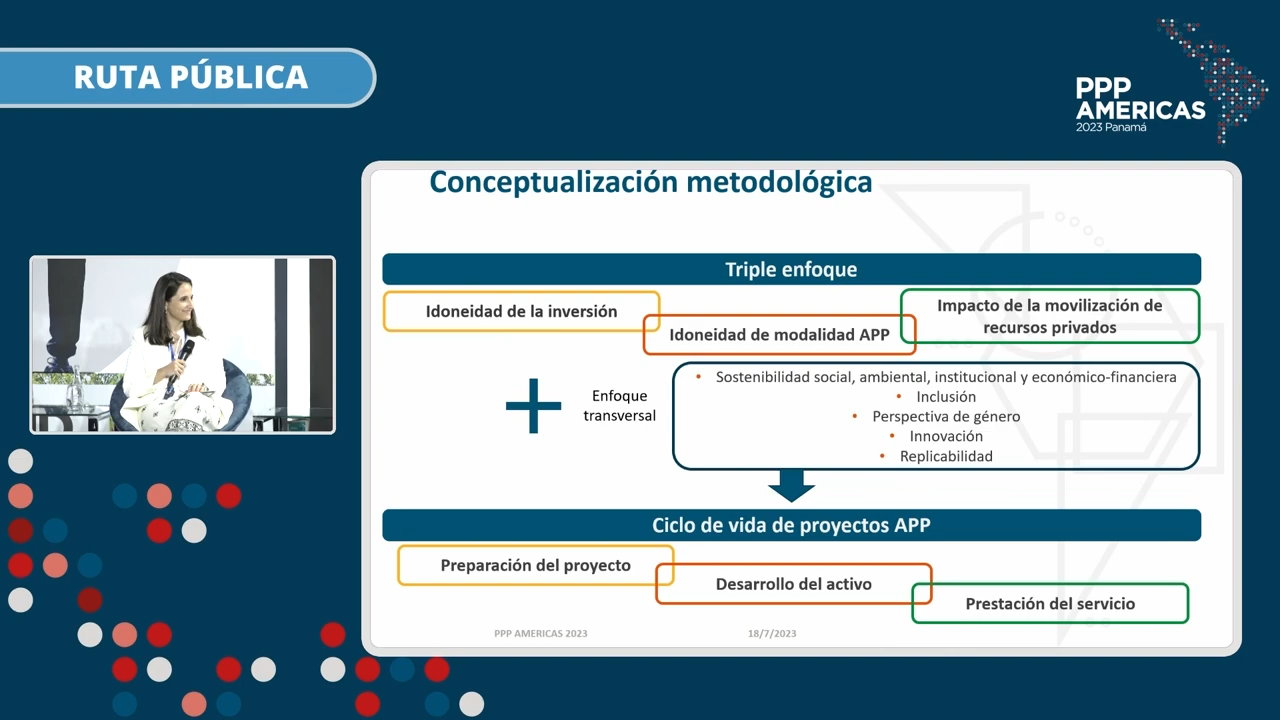 RUTA PÚBLICA
PPP
AMERICAS
2023 Panamá
Conceptualización metodológica
Triple enfoque
Idoneidad de la inversión
Idoneidad de modalidad APP
Impacto de la movilización de
recursos privados
Enfoque
transversal
• Sostenibilidad social, ambiental, institucional y económico-financiera
• Inclusión
• Perspectiva de género
• Innovación
• Replicabilidad
Ciclo de vida de proyectos APP
Preparación del proyecto
Desarrollo del activo
Prestación del servicio
PPP AMERICAS 2023
18/7/2023